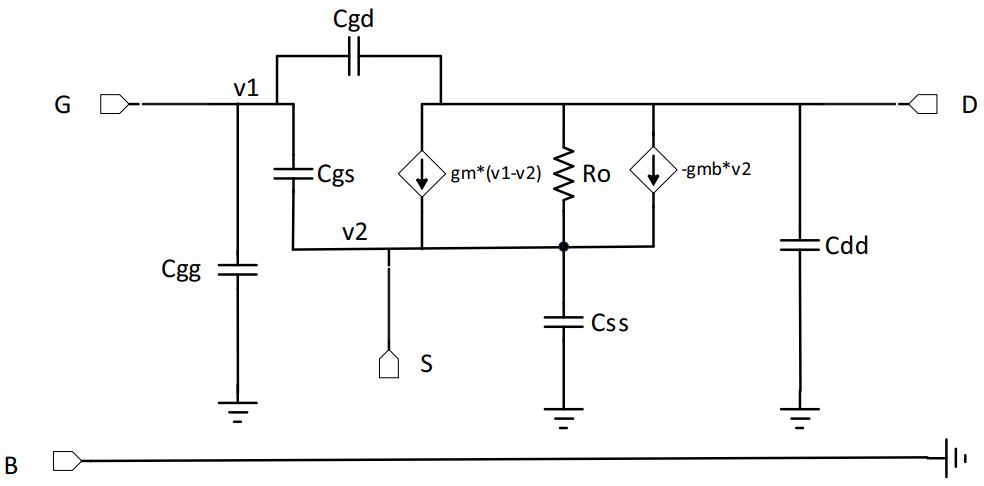 Cgd
v1
G
D
Cgs
gm*(v1-v2)
Ro
-gmb*v2
v2
Cdd
Cgg
Css
S
B